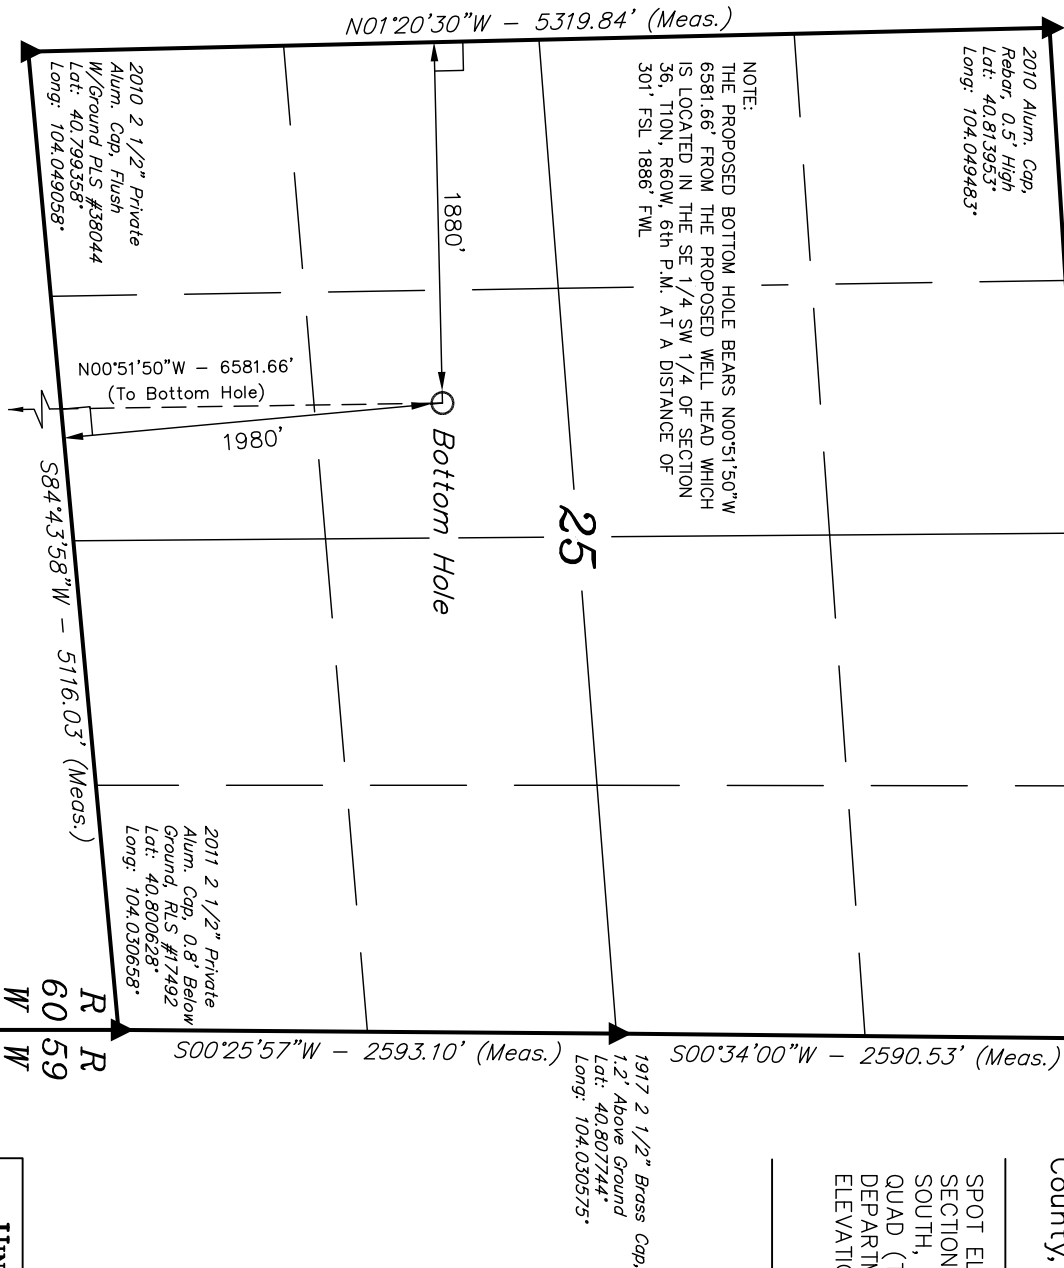 N01°20'30"W - 5319.84' (Meas.)
2010 Alum. Cap,
Rebar, 0.5' High
Lat: 40.813953°
Long: 104.049483°
NOTE:
THE PROPOSED BOTTOM HOLE BEARS N00°51'50"W
6581.66' FROM THE PROPOSED WELL HEAD WHICH
IS LOCATED IN THE SE 1/4 SW 1/4 OF SECTION
36, T10N, R60W, 6th P.M. AT A DISTANCE OF
301' FSL 1886' FWL
2010 2 1/2" Private
Alum. Cap, Flush
W/Ground PLS #38044
Lat: 40.799358°
Long: 104.049058°
1880'
N00°51'50"W - 6581.66'
(To Bottom Hole)
1980'
Bottom Hole
25
S84°43'58"W - 5116.03' (Meas.)
2011 2 1/2" Private
Alum. Cap, 0.8' Below
Ground, RLS #17492
Lat: 40.800628°
Long: 104.030658°
R R
60 59
W W
S00°25'57"W - 2593.10' (Meas.)
S00°34'00"W - 2590.53' (Meas.)
1917 2 1/2" Brass Cap,
1.2' Above Ground
Lat: 40.807744°
Long: 104.030575°
County,
SPOT EL
SECTION
SOUTH,
QUAD (T
DEPARTM
ELEVATIO